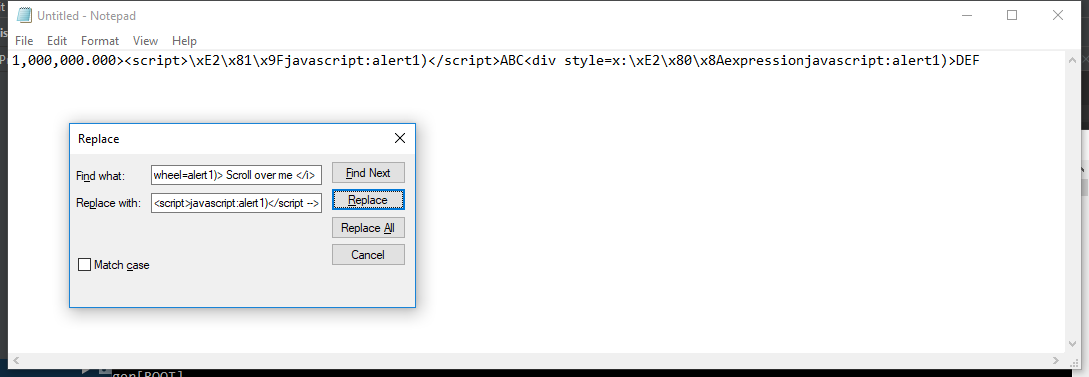 Untitled - Notepad
File Edit Format View Help
1,000,000.000><script>\xE2\x81\x9Fjavascript:alert1)</script>ABC<div style=x:\xE2\x80\x8Aexpressionjavascript:alert1)>DEF
Replace
Find what: wheel=alert1)> Scroll over me </i> Find Next
Replace with: <script>javascript:alert1)</script --> Replace
Replace All
Cancel
Match case